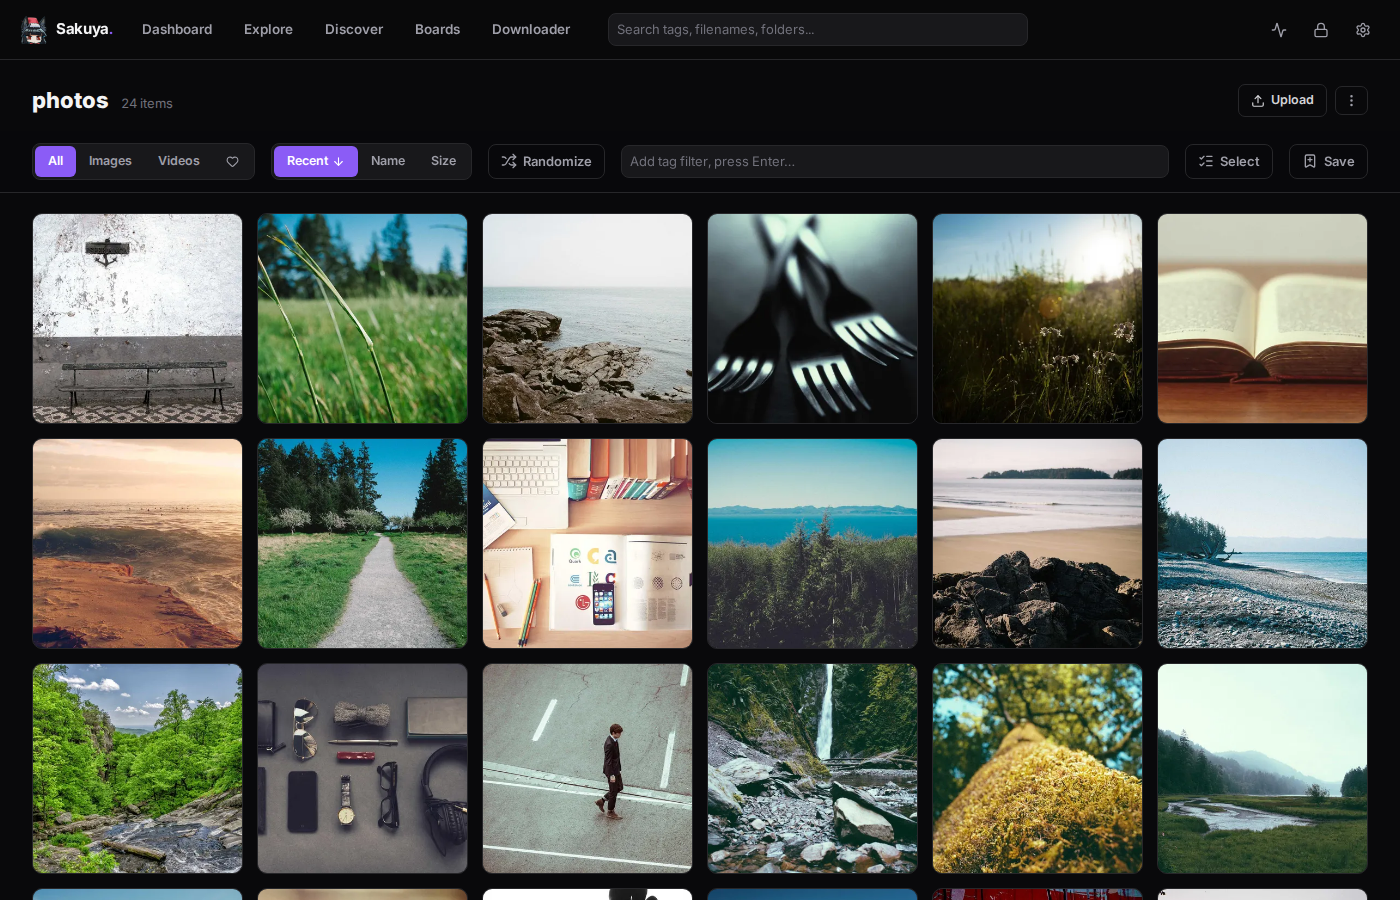 Sakuya.
Dashboard
Explore
Discover
Boards
Downloader
Search tags, filenames, folders...
photos
24 items
Upload
All
Images
Videos
Recent ↓
Name
Size
Randomize
Add tag filter, press Enter...
Select
Save